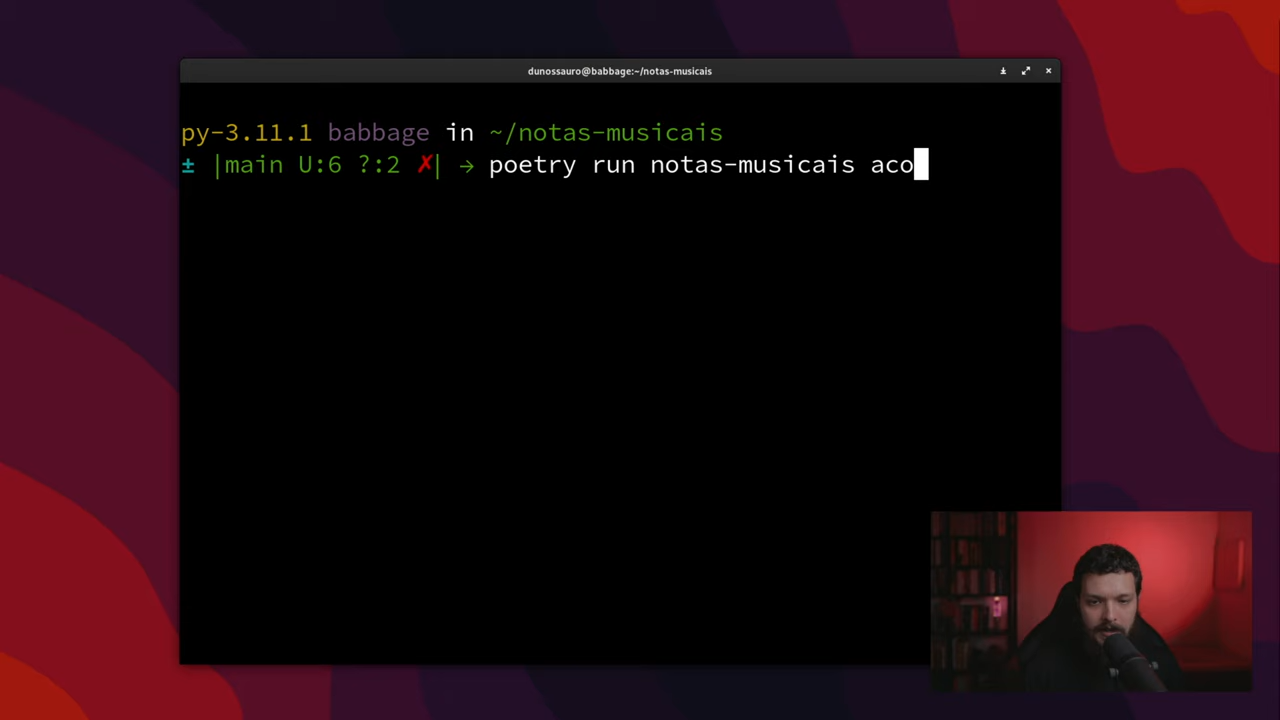 dunossauro@babbage:~/notas-musicais
py-3.11.1 babbage in ~/notas-musicais
± |main U:6 ?:2 ✗| → poetry run notas-musicais aco